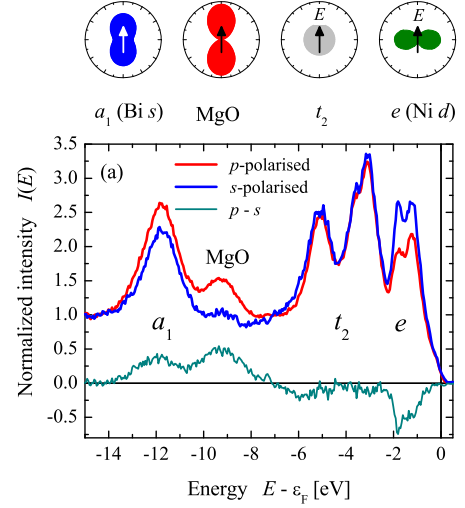 E E
a1 (Bi s) MgO t2 e (Ni d)
(a)
p-polarised
s-polarised
p - s
MgO
a1 t2 e
Normalized intensity I(E)
3.5
3.0
2.5
2.0
1.5
1.0
0.5
0.0
-0.5
-14 -12 -10 -8 -6 -4 -2 0
Energy E - εF [eV]